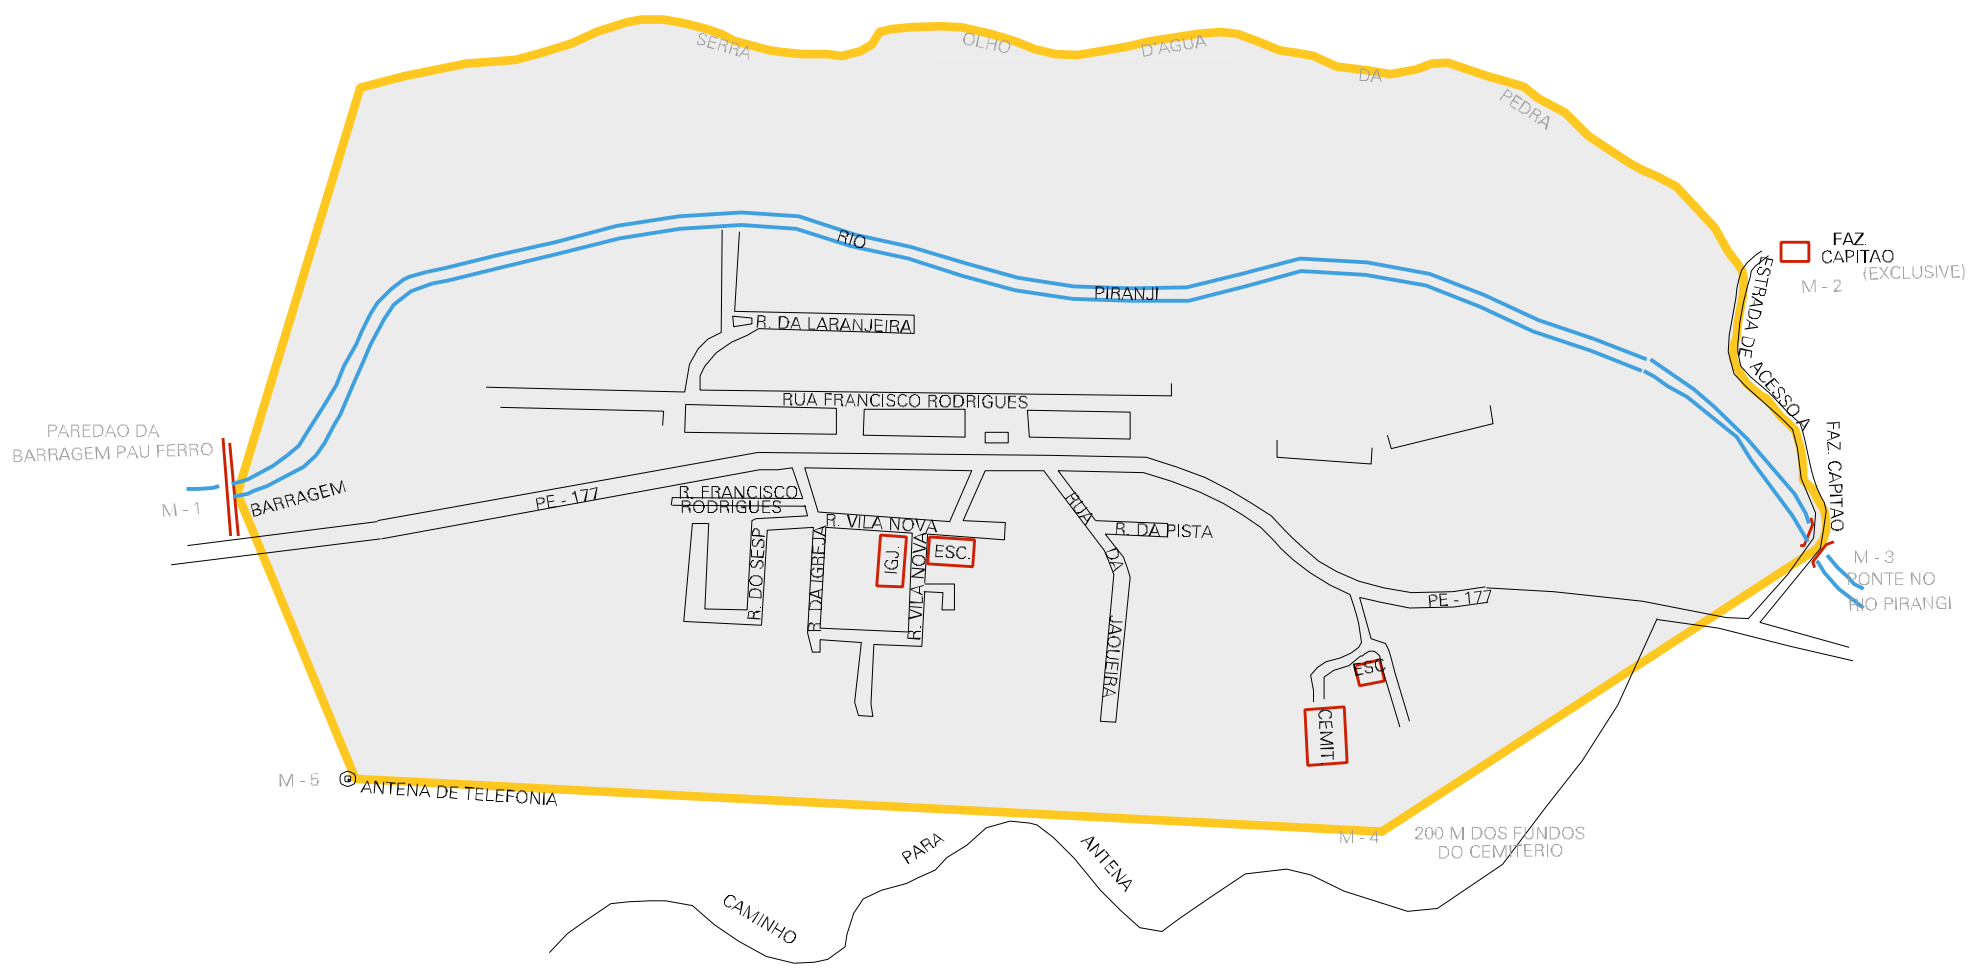 SERRA
OLHO
D'AGUA
DA
PEDRA
RIO
PIRANJI
FAZ.
CAPITAO
(EXCLUSIVE)
M - 2
ESTRADA DE ACESSO A
FAZ. CAPITAO
R. DA LARANJEIRA
RUA FRANCISCO RODRIGUES
PAREDAO DA
BARRAGEM PAU FERRO
M - 1
BARRAGEM
PE - 177
R. FRANCISCO
RODRIGUES
R. VILA NOVA
R. DO SESP
R. DA IGREJA
IGJ.
R. VILA NOVA
ESC.
RUA
DA
JAQUEIRA
R. DA PISTA
PE - 177
ESC
CEMIT.
M - 3
PONTE NO
RIO PIRANGI
M - 5
ANTENA DE TELEFONIA
M - 4
200 M DOS FUNDOS
DO CEMITERIO
CAMINHO
PARA
ANTENA